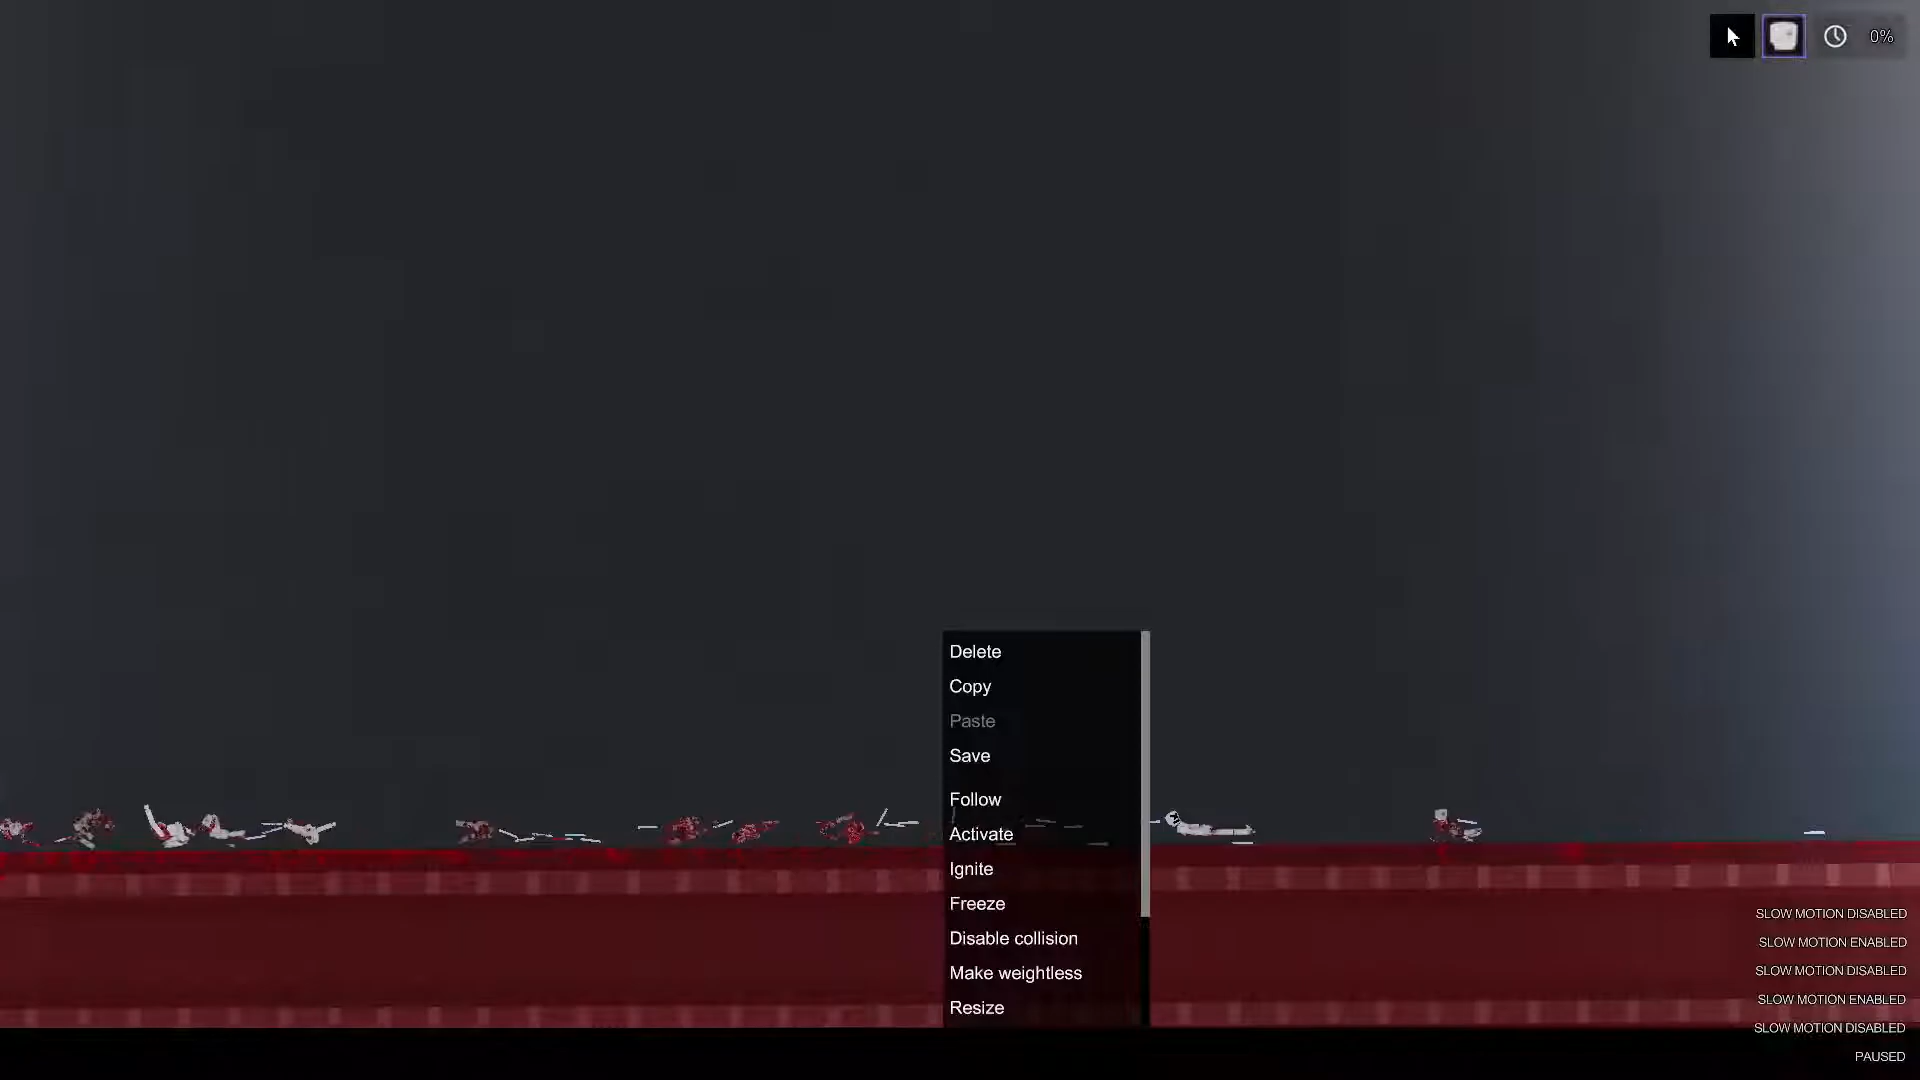 0%
Delete
Copy
Paste
Save
Follow
Activate
Ignite
Freeze
Disable collision
Make weightless
Resize
SLOW MOTION DISABLED
SLOW MOTION ENABLED
SLOW MOTION DISABLED
SLOW MOTION ENABLED
SLOW MOTION DISABLED
PAUSED